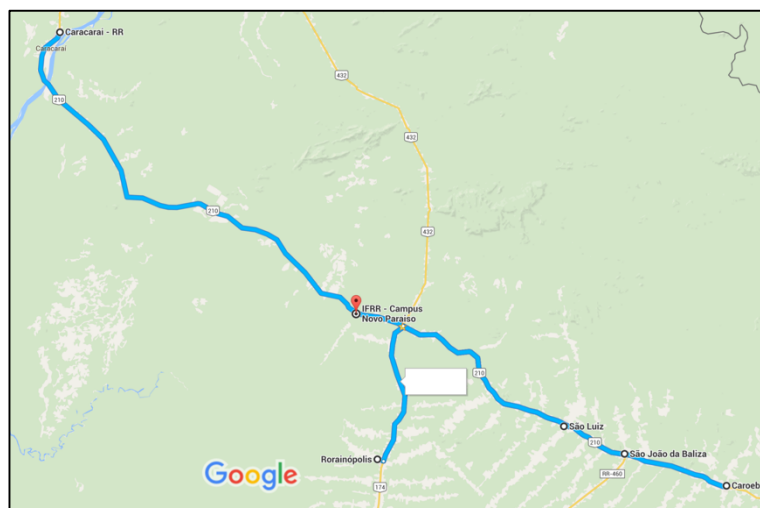 Caracaraí - RR
Caracaraí
432
210
210
432
IFRR - Campus
Novo Paraíso
210
São Luiz
210
São João da Baliza
Rorainópolis
Google
RR-460
174
Caroeb